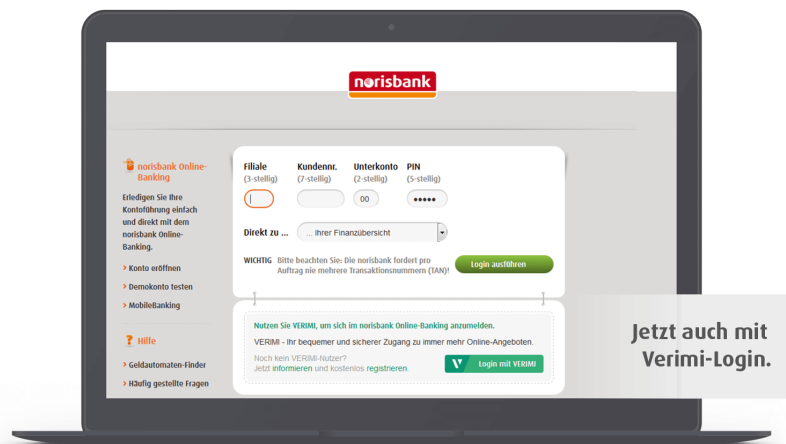 norisbank
norisbank Online-
Banking
Erledigen Sie Ihre
Kontoführung einfach
und direkt mit dem
norisbank Online-
Banking.
> Konto eröffnen
> Demokonto testen
> MobileBanking
? Hilfe
> Geldautomaten-Finder
> Häufig gestellte Fragen
Filiale Kundennr. Unterkonto PIN
(3-stellig) (7-stellig) (2-stellig) (5-stellig)
00 •••••
Direkt zu ... ... Ihrer Finanzübersicht
WICHTIG Bitte beachten Sie: Die norisbank fordert pro
Auftrag nie mehrere Transaktionsnummern (TAN)!
Login ausführen
Nutzen Sie VERIMI, um sich im norisbank Online-Banking anzumelden.
VERIMI - Ihr bequemer und sicherer Zugang zu immer mehr Online-Angeboten.
Noch kein VERIMI-Nutzer?
Jetzt informieren und kostenlos registrieren.
Login mit VERIMI
Jetzt auch mit
Verimi-Login.